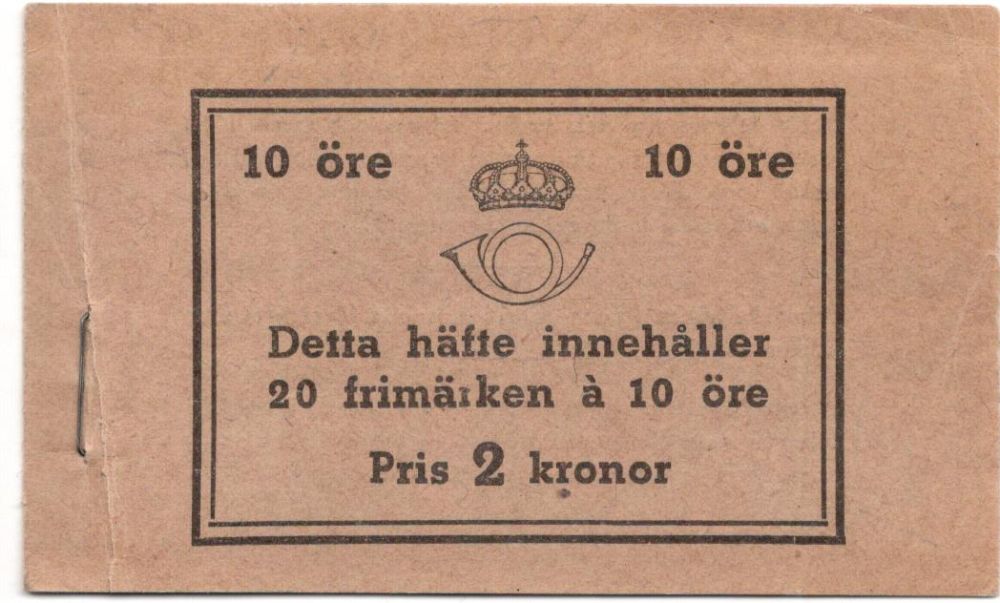 10 öre 10 öre
Detta häfte innehåller
20 frimärken à 10 öre
Pris 2 kronor